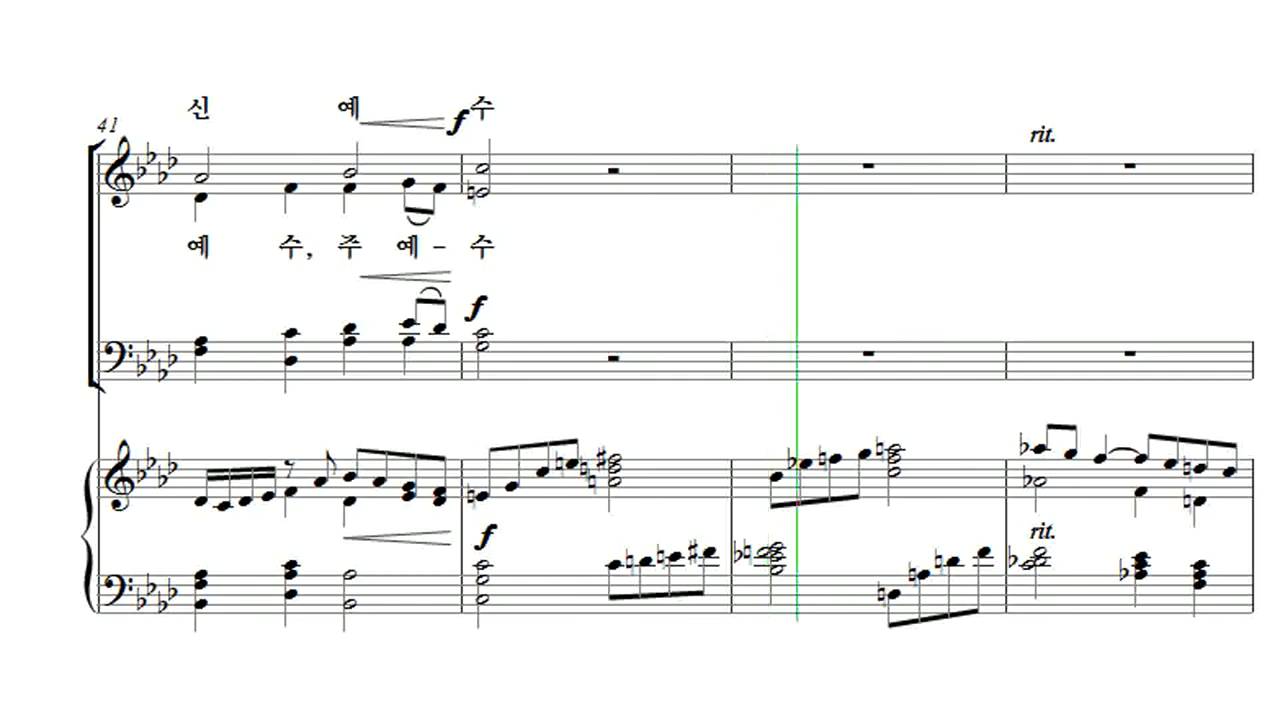 신 예 수
41 f
rit.
예 수, 주 예 - 수
f
f
rit.